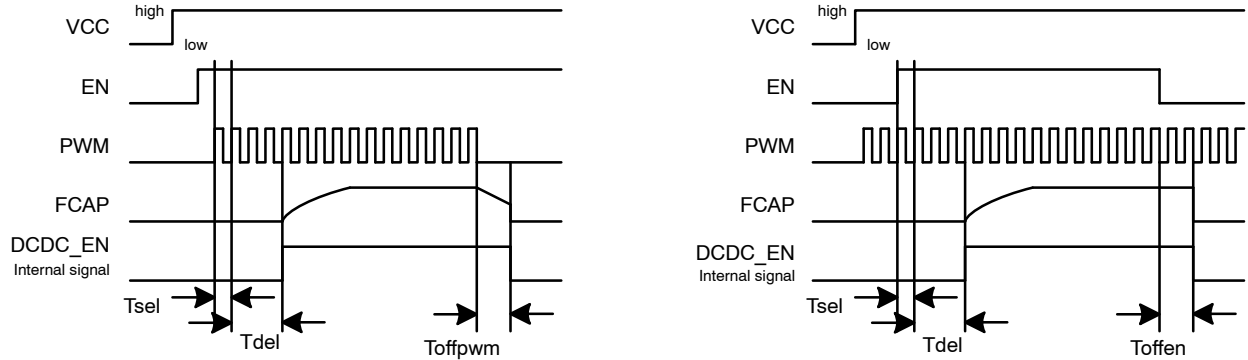 VCC
high
low
EN
PWM
FCAP
DCDC_EN
Internal signal
Tsel
Tdel
Toffpwm
VCC
high
low
EN
PWM
FCAP
DCDC_EN
Internal signal
Tsel
Tdel
Toffen